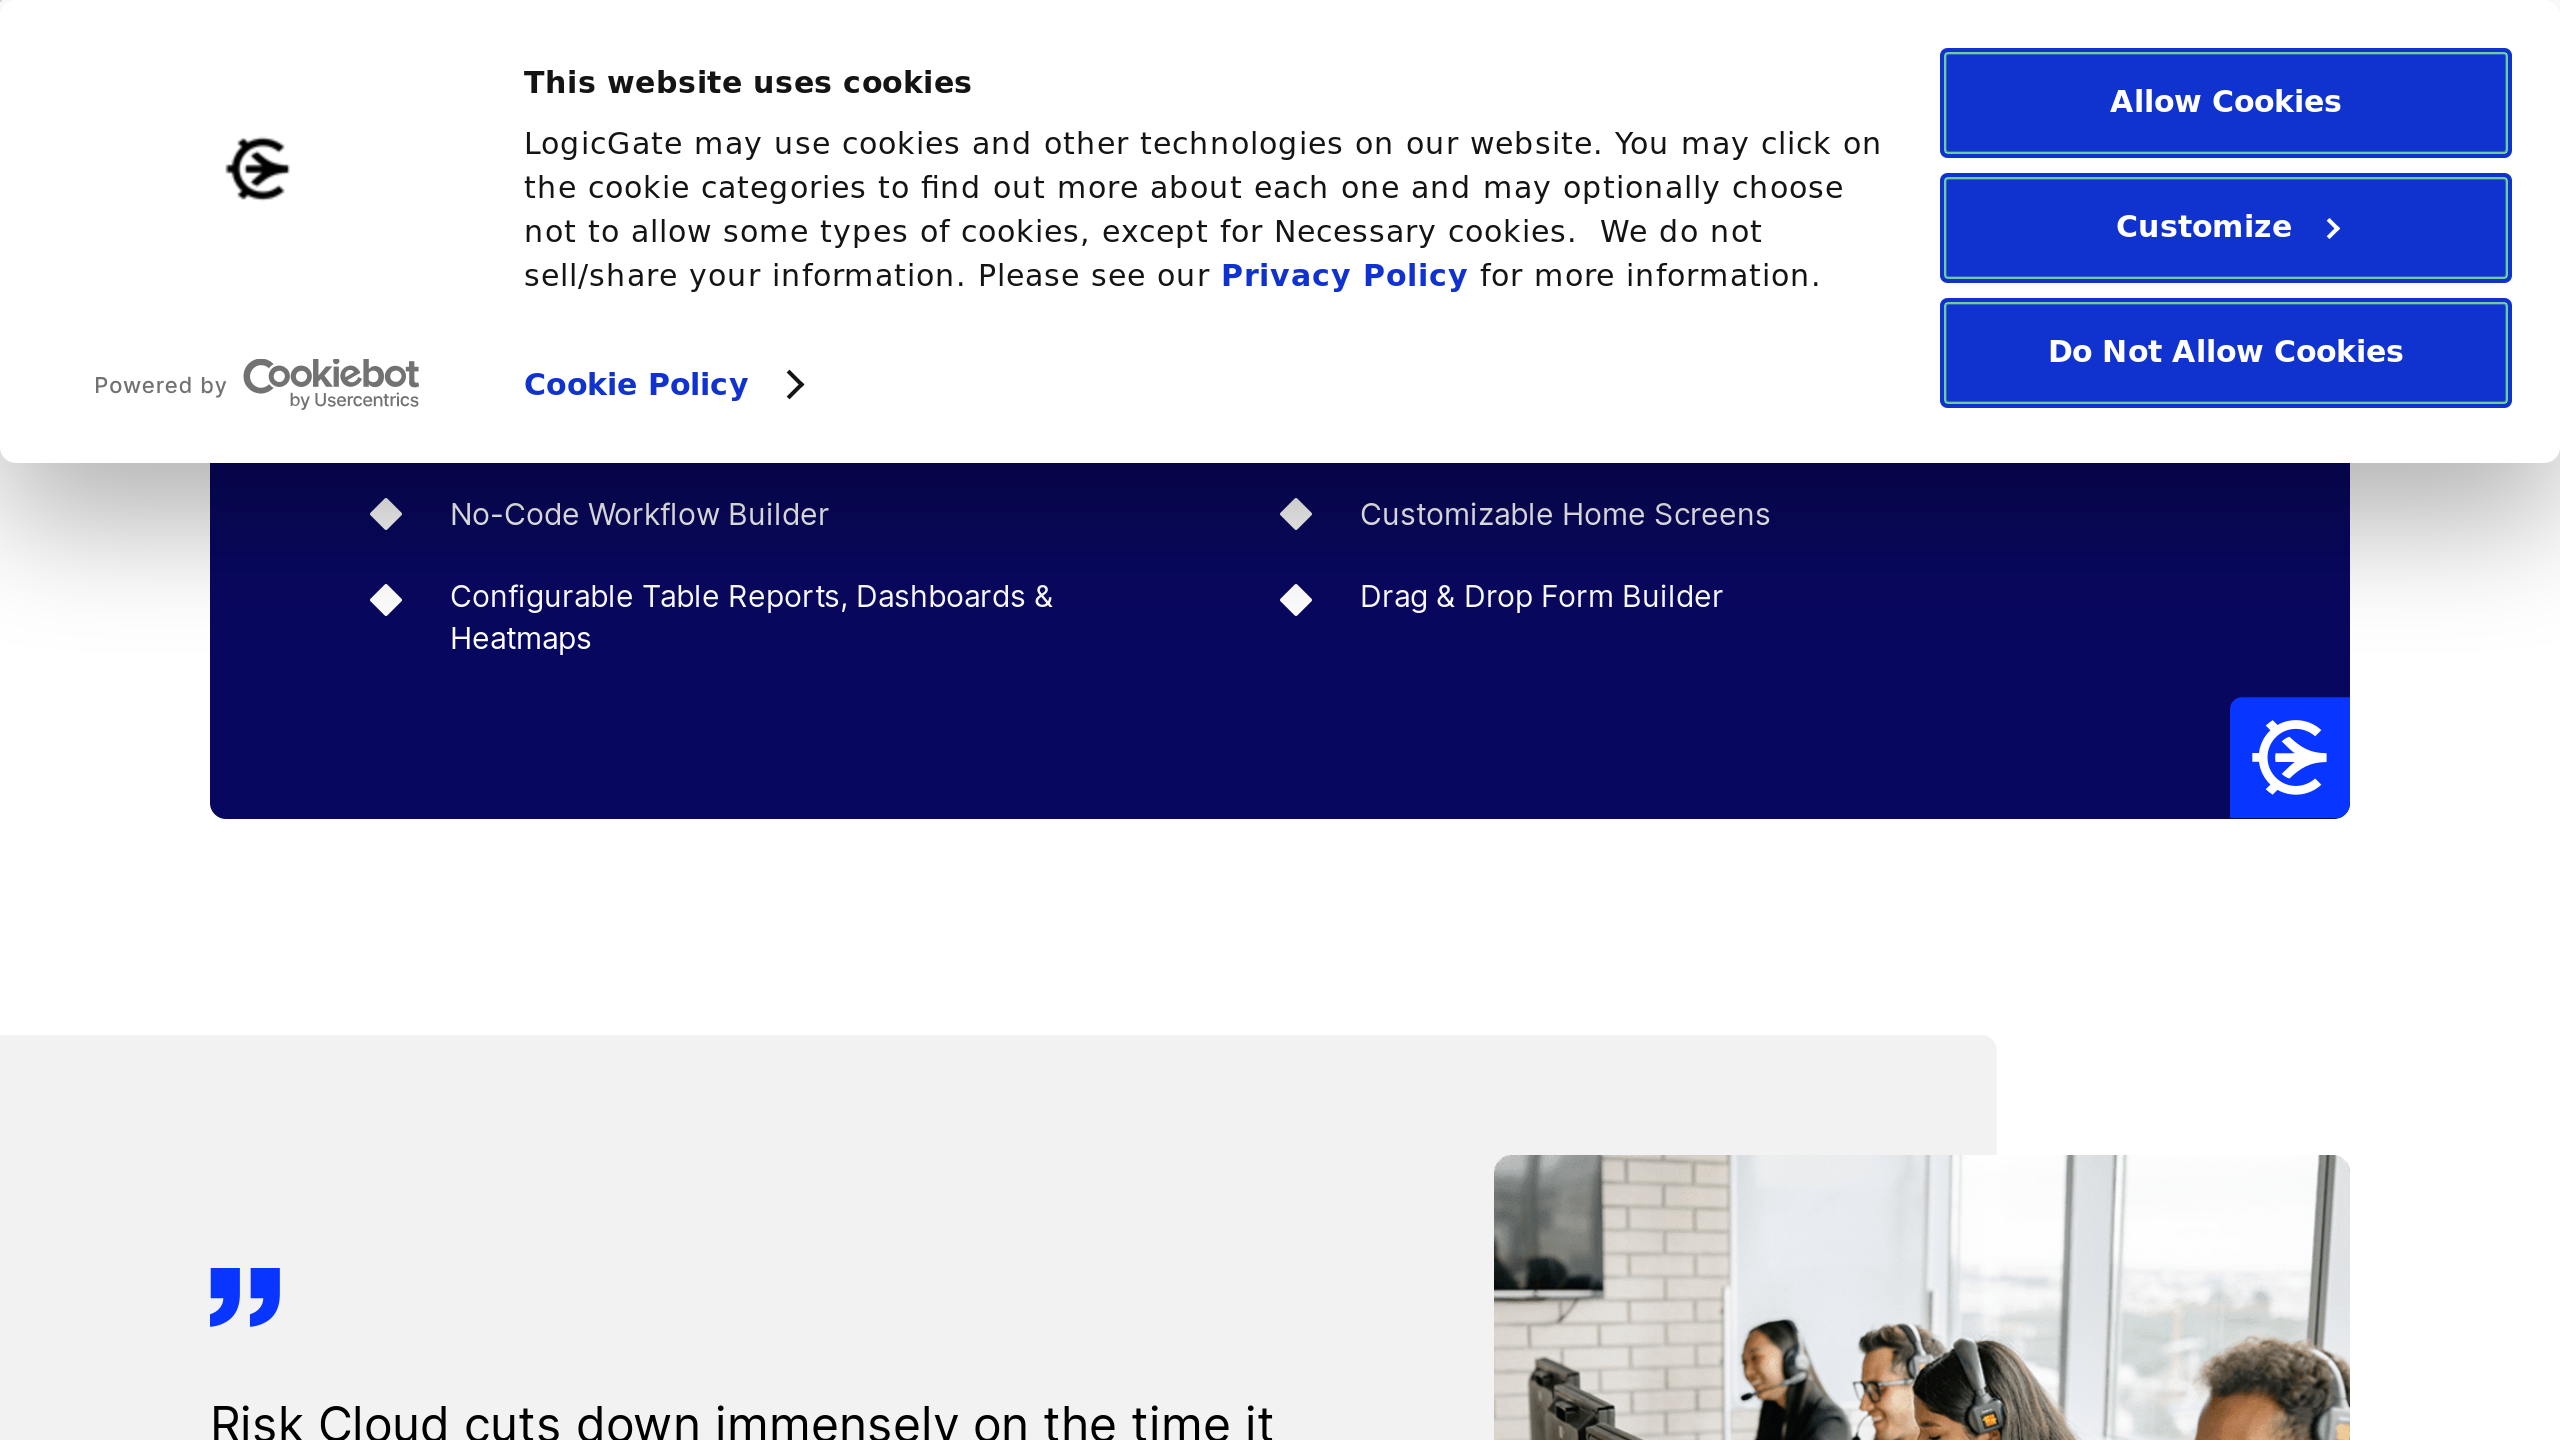 This website uses cookies
LogicGate may use cookies and other technologies on our website. You may click on
the cookie categories to find out more about each one and may optionally choose
not to allow some types of cookies, except for Necessary cookies.  We do not
sell/share your information. Please see our Privacy Policy for more information.
Powered by Cookiebot
by Usercentrics
Cookie Policy
Allow Cookies
Customize
Do Not Allow Cookies
No-Code Workflow Builder
Customizable Home Screens
Configurable Table Reports, Dashboards &
Heatmaps
Drag & Drop Form Builder
Risk Cloud cuts down immensely on the time it